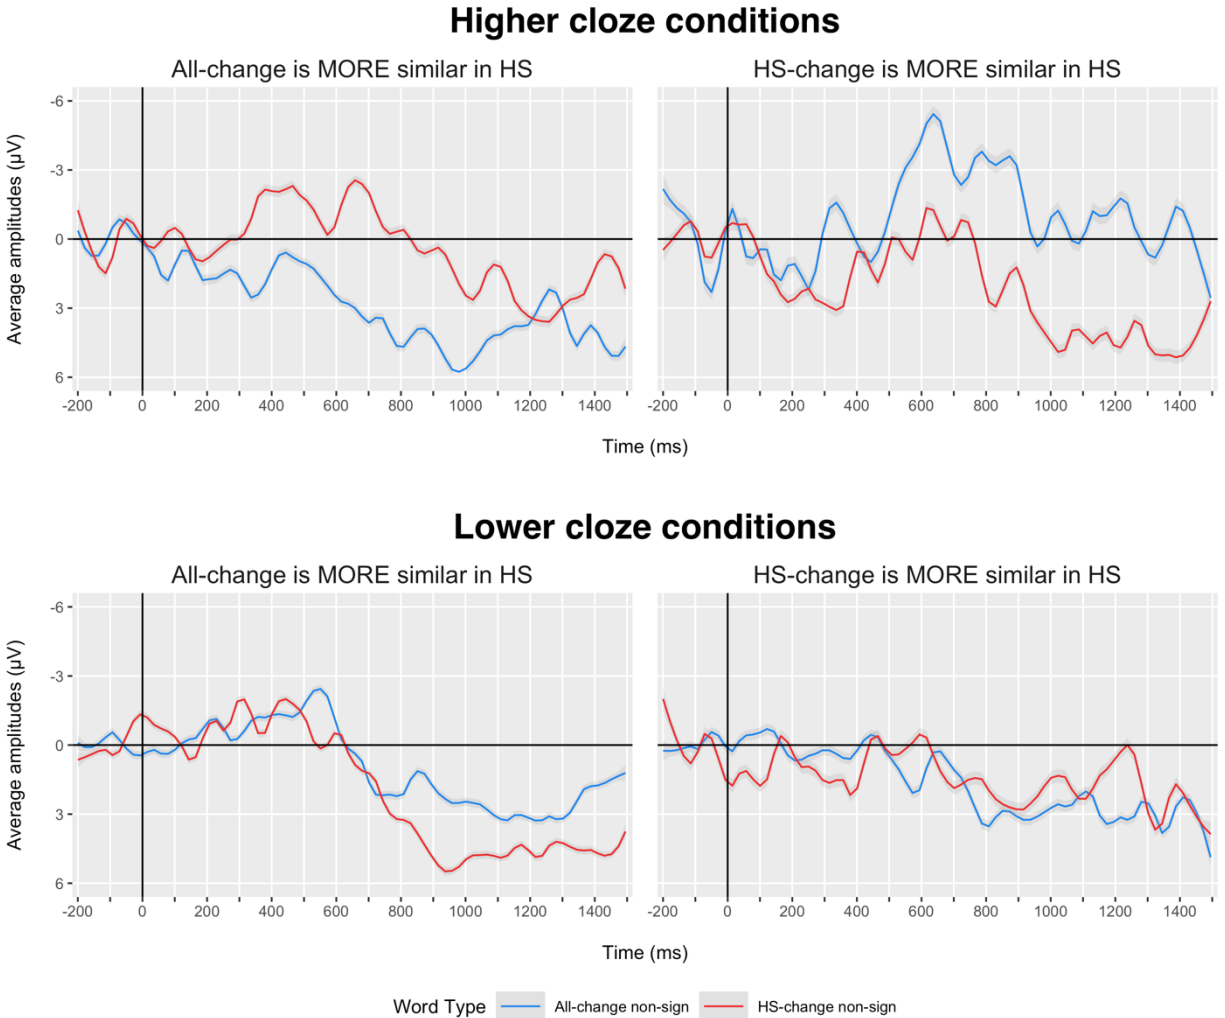 Higher cloze conditions
All-change is MORE similar in HS
HS-change is MORE similar in HS
Average amplitudes (µV)
-6
-3
0
3
6
-200 0 200 400 600 800 1000 1200 1400
-200 0 200 400 600 800 1000 1200 1400
Time (ms)
Lower cloze conditions
All-change is MORE similar in HS
HS-change is MORE similar in HS
Average amplitudes (µV)
-6
-3
0
3
6
-200 0 200 400 600 800 1000 1200 1400
-200 0 200 400 600 800 1000 1200 1400
Time (ms)
Word Type All-change non-sign HS-change non-sign